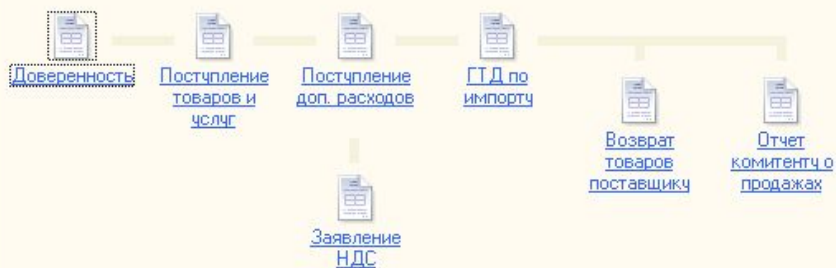 Доверенность
Поступление
товаров и
услуг
Поступление
доп. расходов
ГТД по
импорту
Возврат
товаров
поставщику
Отчет
комитенту о
продажах
Заявление
НДС